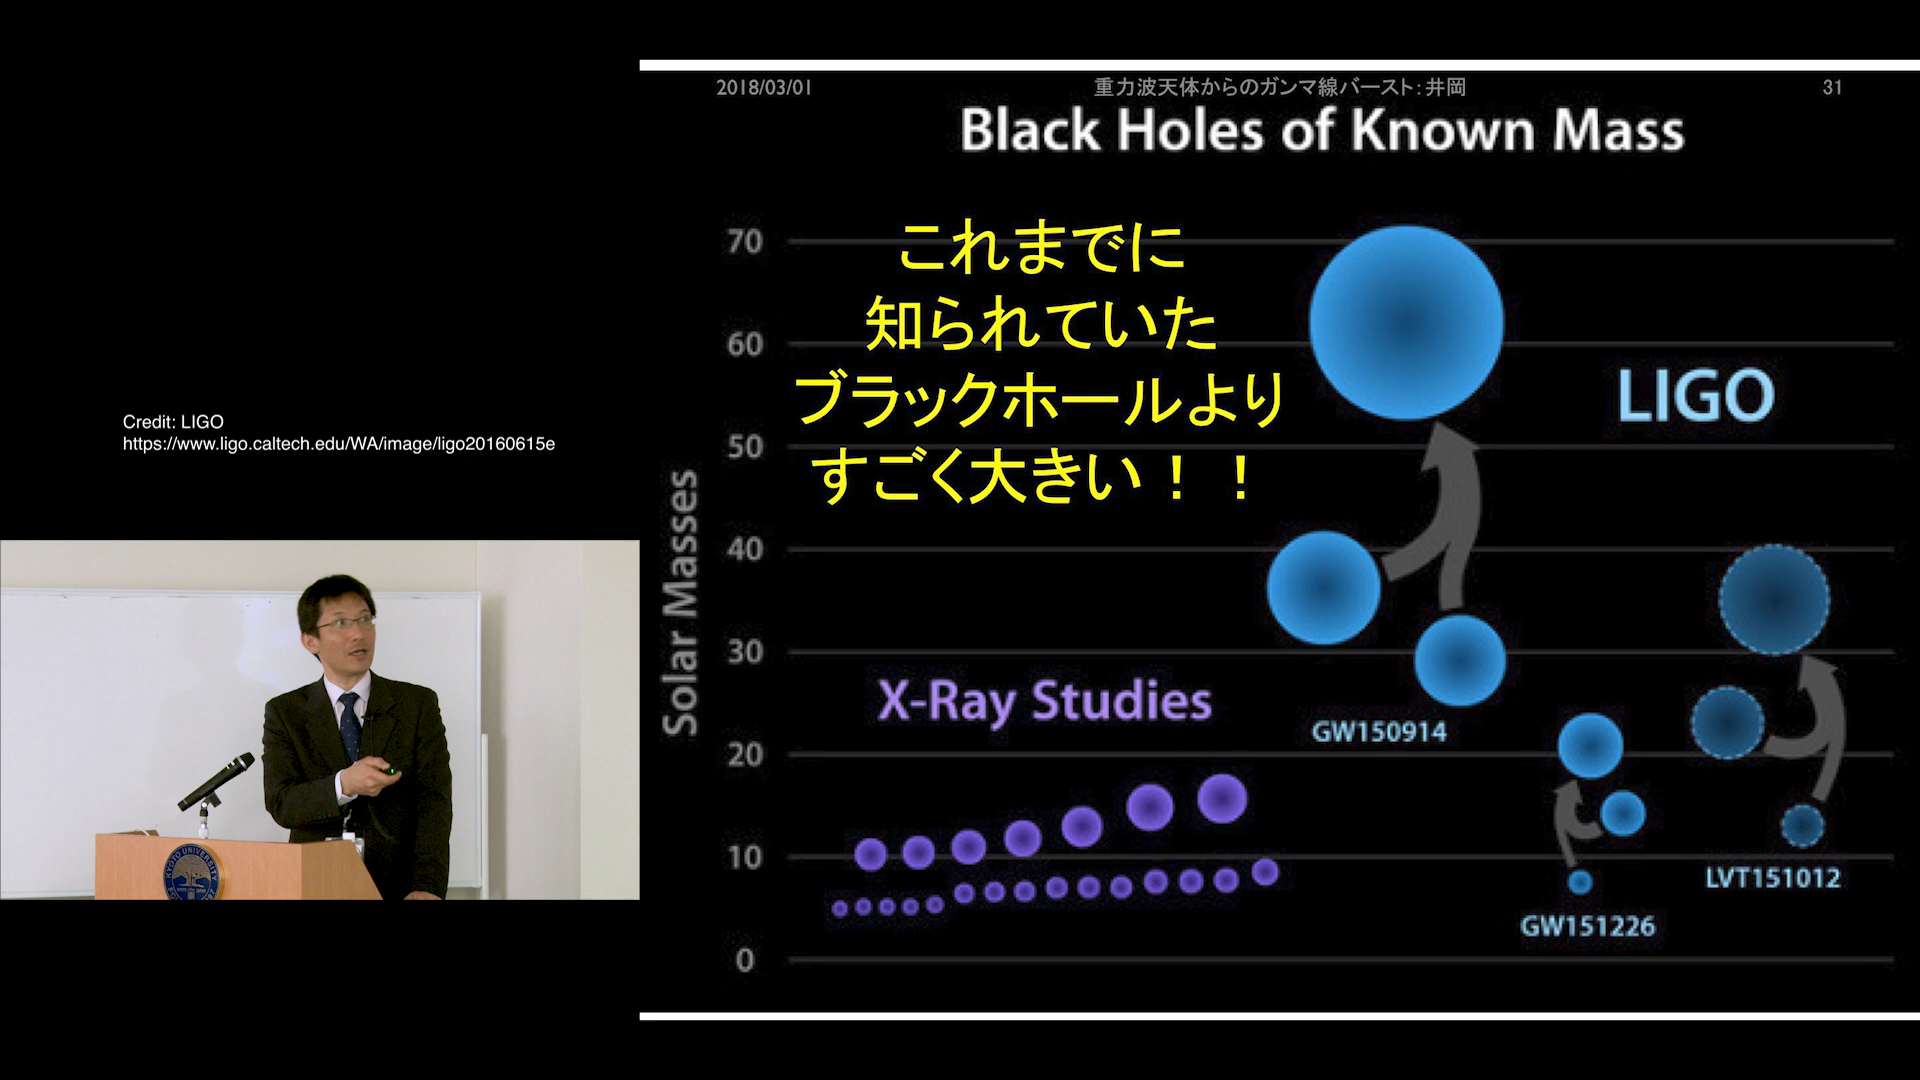 2018/03/01
重力波天体からのガンマ線バースト：井岡
31
Black Holes of Known Mass
これまでに
知られていた
ブラックホールより
すごく大きい！！
Solar Masses
70
60
50
40
30
20
10
0
LIGO
X-Ray Studies
GW150914
LVT151012
GW151226
Credit: LIGO
https://www.ligo.caltech.edu/WA/image/ligo20160615e
KYOTO UNIVERSITY